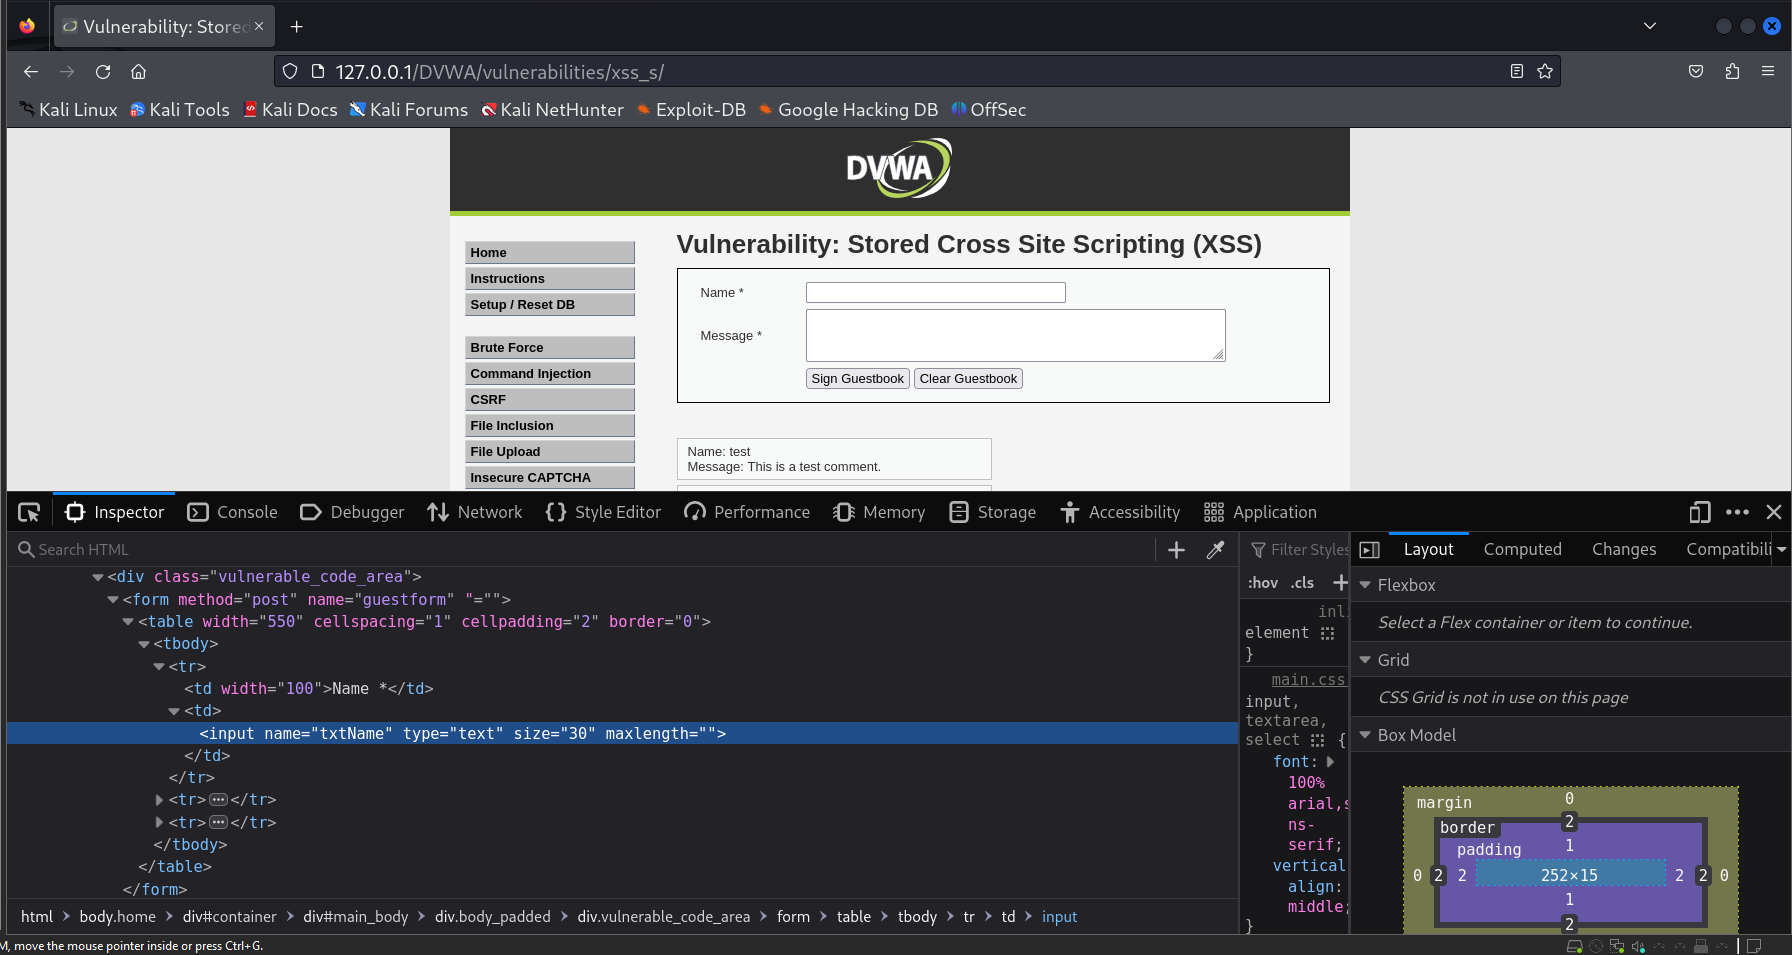 Vulnerability: Stored
127.0.0.1/DVWA/vulnerabilities/xss_s/
Kali Linux Kali Tools Kali Docs Kali Forums Kali NetHunter Exploit-DB Google Hacking DB OffSec
DVWA
Vulnerability: Stored Cross Site Scripting (XSS)
Home
Instructions
Setup / Reset DB
Brute Force
Command Injection
CSRF
File Inclusion
File Upload
Insecure CAPTCHA
Name *
Message *
Sign Guestbook Clear Guestbook
Name: test
Message: This is a test comment.
Inspector Console Debugger Network Style Editor Performance Memory Storage Accessibility Application
Search HTML
<div class="vulnerable_code_area">
<form method="post" name="guestform" "="">
<table width="550" cellspacing="1" cellpadding="2" border="0">
<tbody>
<tr>
<td width="100">Name *</td>
<td>
<input name="txtName" type="text" size="30" maxlength="">
</td>
</tr>
<tr>...</tr>
<tr>...</tr>
</tbody>
</table>
</form>
html > body.home > div#container > div#main_body > div.body_padded > div.vulnerable_code_area > form > table > tbody > tr > td > input
Filter Styles
:hov .cls +
inl
element
}
main.css
input,
textarea,
select {
font:
100%
arial,s
ns-
serif;
vertical
align:
middle;
}
Layout Computed Changes Compatibili
Flexbox
Select a Flex container or item to continue.
Grid
CSS Grid is not in use on this page
Box Model
margin 0
border 2
padding 1
0 2 2 252×15 2 2 0
1
2
M, move the mouse pointer inside or press Ctrl+G.